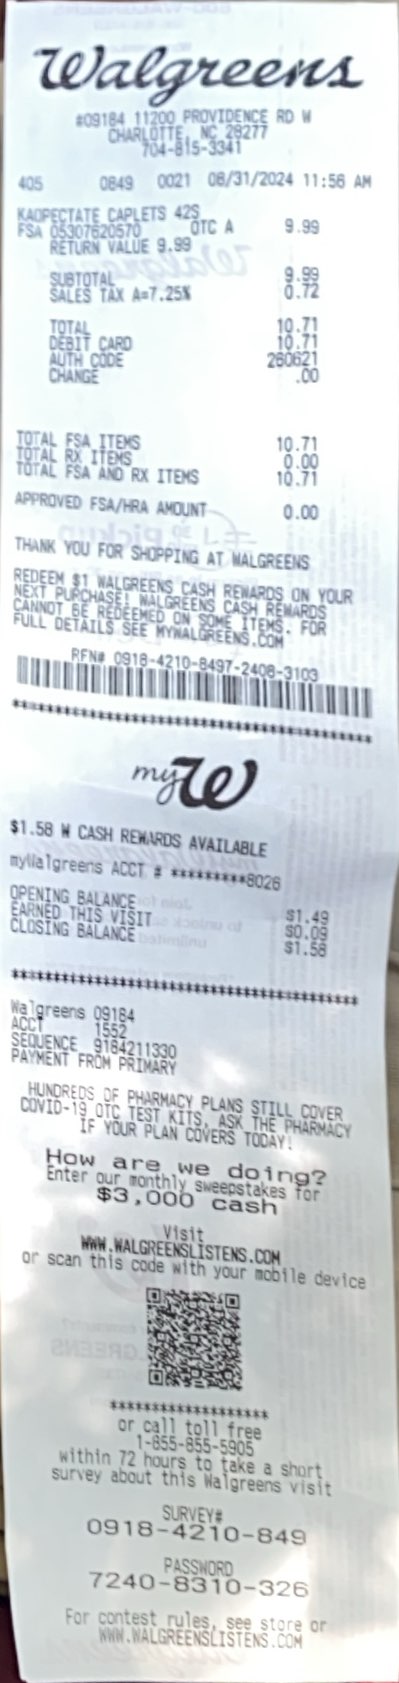 Walgreens
#09184 11200 PROVIDENCE RD W
CHARLOTTE, NC 28277
704-815-3341
405 0849 0021 08/31/2024 11:56 AM
KAOPECTATE CAPLETS 42S
FSA 05307620570 OTC A 9.99
RETURN VALUE 9.99
SUBTOTAL 9.99
SALES TAX A=7.25% 0.72
TOTAL 10.71
DEBIT CARD 10.71
AUTH CODE 260621
CHANGE .00
TOTAL FSA ITEMS 10.71
TOTAL RX ITEMS 0.00
TOTAL FSA AND RX ITEMS 10.71
APPROVED FSA/HRA AMOUNT 0.00
THANK YOU FOR SHOPPING AT WALGREENS
REDEEM $1 WALGREENS CASH REWARDS ON YOUR
NEXT PURCHASE! WALGREENS CASH REWARDS
CANNOT BE REDEEMED ON SOME ITEMS. FOR
FULL DETAILS SEE MYWALGREENS.COM
RFN# 0918-4210-8497-2408-3103
****************************************
myW
$1.58 W CASH REWARDS AVAILABLE
myWalgreens ACCT # *********8026
OPENING BALANCE $1.49
EARNED THIS VISIT $0.09
CLOSING BALANCE $1.58
****************************************
Walgreens 09184
ACCT 1552
SEQUENCE 9184211330
PAYMENT FROM PRIMARY
HUNDREDS OF PHARMACY PLANS STILL COVER
COVID-19 OTC TEST KITS. ASK THE PHARMACY
IF YOUR PLAN COVERS TODAY!
How are we doing?
Enter our monthly sweepstakes for
$3,000 cash
Visit
WWW.WALGREENSLISTENS.COM
or scan this code with your mobile device
*******************
or call toll free
1-855-855-5905
within 72 hours to take a short
survey about this Walgreens visit
SURVEY#
0918-4210-849
PASSWORD
7240-8310-326
For contest rules, see store or
WWW.WALGREENSLISTENS.COM